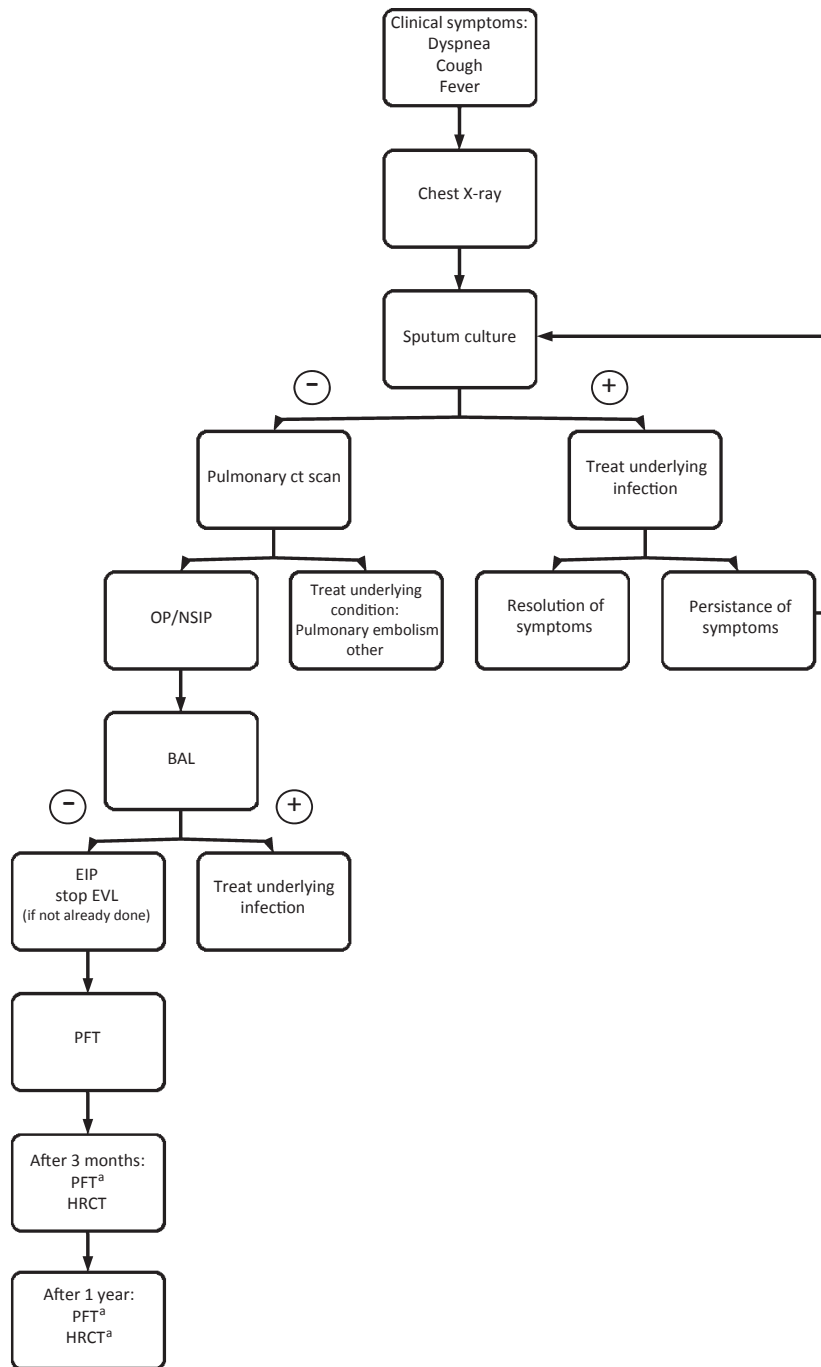 Clinical symptoms:
Dyspnea
Cough
Fever
Chest X-ray
Sputum culture
−
+
Pulmonary ct scan
Treat underlying
infection
OP/NSIP
Treat underlying
condition:
Pulmonary embolism
other
Resolution of
symptoms
Persistance of
symptoms
BAL
−
+
EIP
stop EVL
(if not already done)
Treat underlying
infection
PFT
After 3 months:
PFTᵃ
HRCT
After 1 year:
PFTᵃ
HRCTᵃ